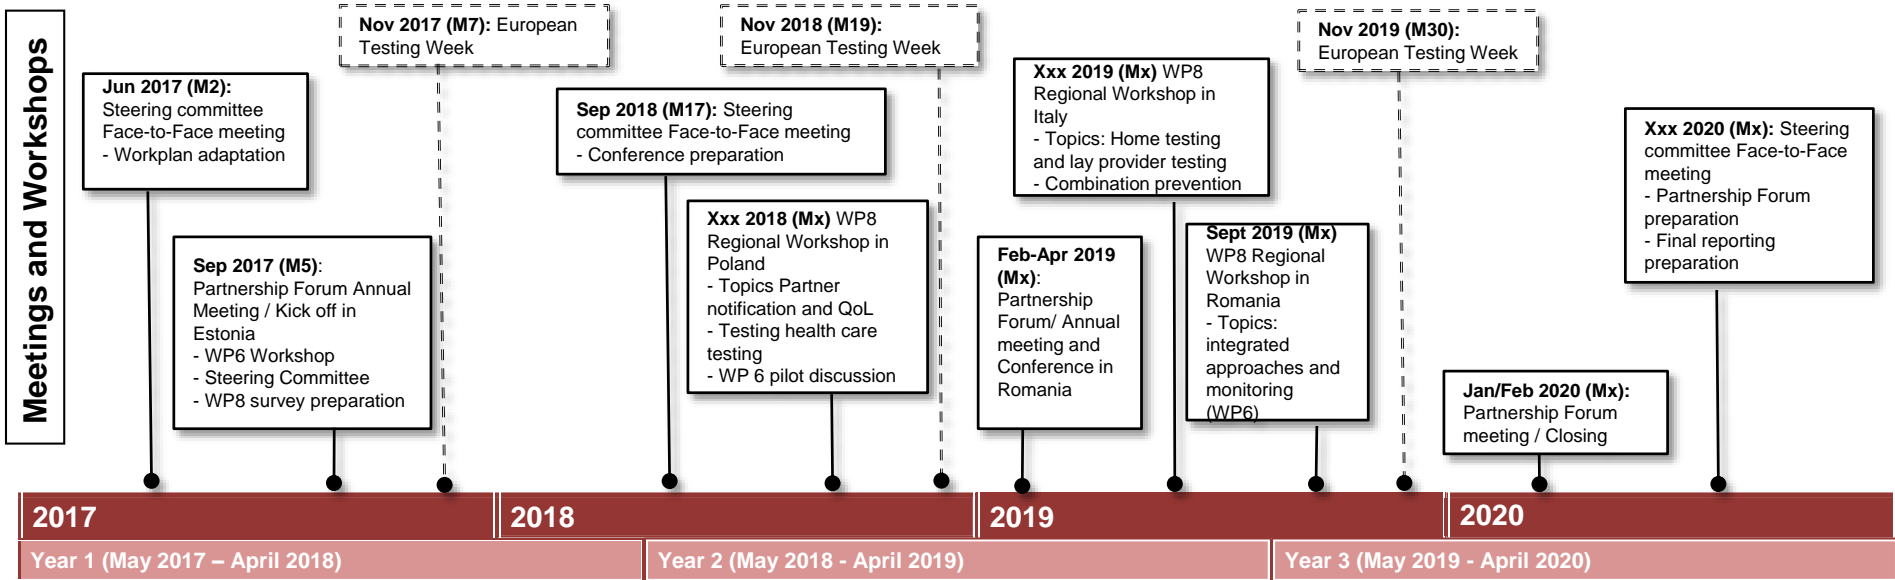 Meetings and Workshops
Jun 2017 (M2):
Steering committee
Face-to-Face meeting
- Workplan adaptation
Sep 2017 (M5):
Partnership Forum Annual
Meeting / Kick off in
Estonia
- WP6 Workshop
- Steering Committee
- WP8 survey preparation
Nov 2017 (M7): European
Testing Week
Sep 2018 (M17): Steering
committee Face-to-Face meeting
- Conference preparation
Xxx 2018 (Mx) WP8
Regional Workshop in
Poland
- Topics Partner
notification and QoL
- Testing health care
testing
- WP 6 pilot discussion
Nov 2018 (M19):
European Testing Week
Feb-Apr 2019
(Mx):
Partnership
Forum/ Annual
meeting and
Conference in
Romania
Xxx 2019 (Mx) WP8
Regional Workshop in
Italy
- Topics: Home testing
and lay provider testing
- Combination prevention
Sept 2019 (Mx)
WP8 Regional
Workshop in
Romania
- Topics:
integrated
approaches and
monitoring
(WP6)
Nov 2019 (M30):
European Testing Week
Jan/Feb 2020 (Mx):
Partnership Forum
meeting / Closing
Xxx 2020 (Mx): Steering
committee Face-to-Face
meeting
- Partnership Forum
preparation
- Final reporting
preparation
2017
2018
2019
2020
Year 1 (May 2017 – April 2018)
Year 2 (May 2018 - April 2019)
Year 3 (May 2019 - April 2020)